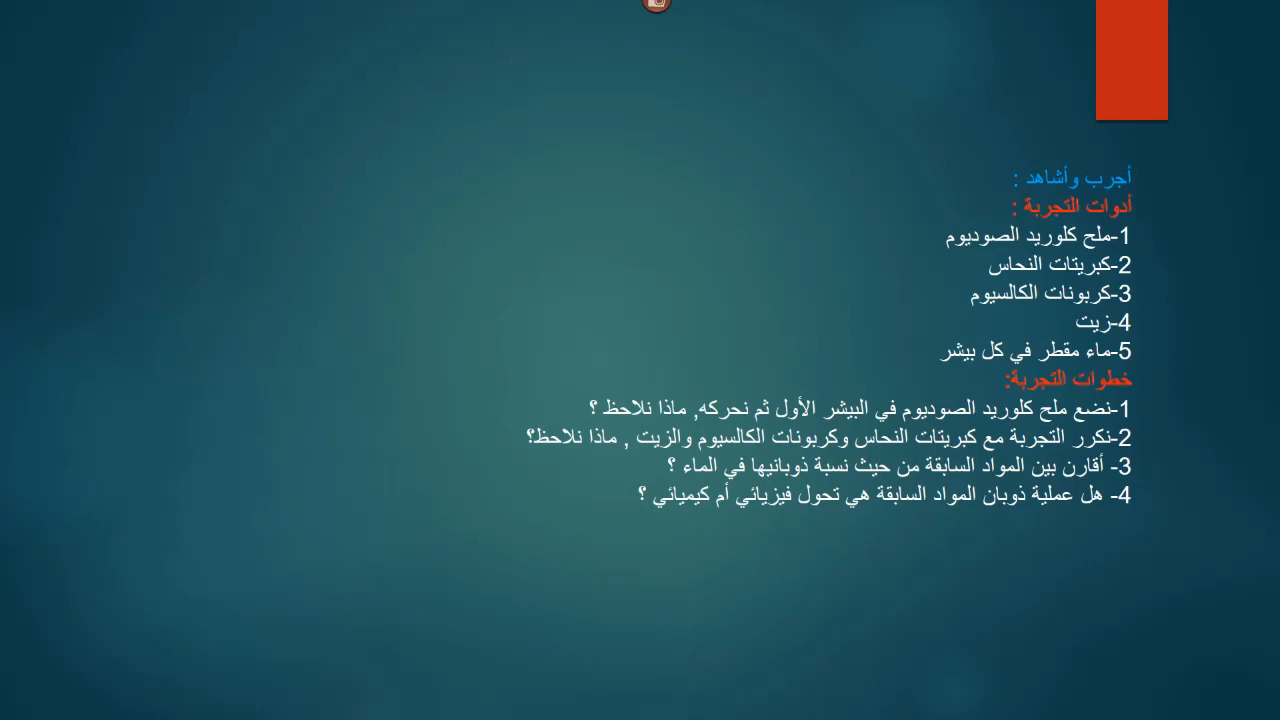 أجرب وأشاهد :
أدوات التجربة :
1-ملح كلوريد الصوديوم
2-كبريتات النحاس
3-كربونات الكالسيوم
4-زيت
5-ماء مقطر في كل بيشر
خطوات التجربة:
1-نضع ملح كلوريد الصوديوم في البيشر الأول ثم نحركه, ماذا نلاحظ ؟
2-نكرر التجربة مع كبريتات النحاس وكربونات الكالسيوم والزيت , ماذا نلاحظ؟
3- أقارن بين المواد السابقة من حيث نسبة ذوبانيها في الماء ؟
4- هل عملية ذوبان المواد السابقة هي تحول فيزيائي أم كيميائي ؟